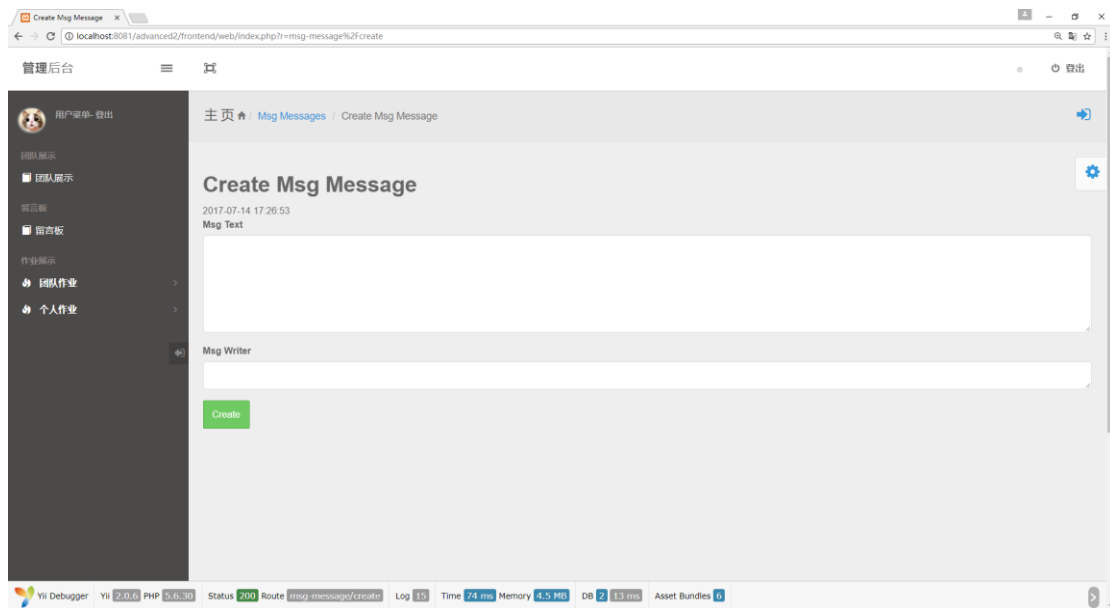 Create Msg Message
localhost:8081/advanced2/frontend/web/index.php?r=msg-message%2Fcreate
管理后台
登出
用户菜单- 登出
主页 / Msg Messages / Create Msg Message
团队展示
团队展示
留言板
留言板
作业展示
团队作业
个人作业
Create Msg Message
2017-07-14 17:26:53
Msg Text
Msg Writer
Create
Yii Debugger Yii 2.0.6 PHP 5.6.30 Status 200 Route msg-message/create Log 15 Time 74 ms Memory 4.5 MB DB 2 13 ms Asset Bundles 6